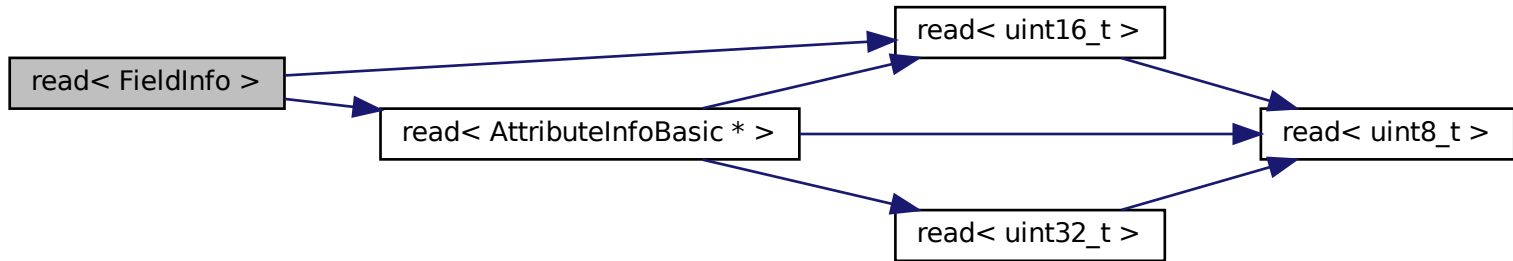 read< FieldInfo >
read< AttributeInfoBasic * >
read< uint16_t >
read< uint32_t >
read< uint8_t >